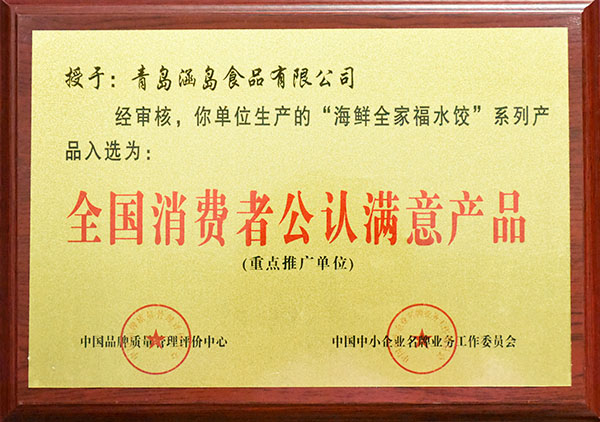 授于：青岛涵岛食品有限公司
经审核，你单位生产的“海鲜全家福水饺”系列产
品入选为：
全国消费者公认满意产品
(重点推广单位)
中国品牌质量管理评价中心
中国中小企业名牌业务工作委员会